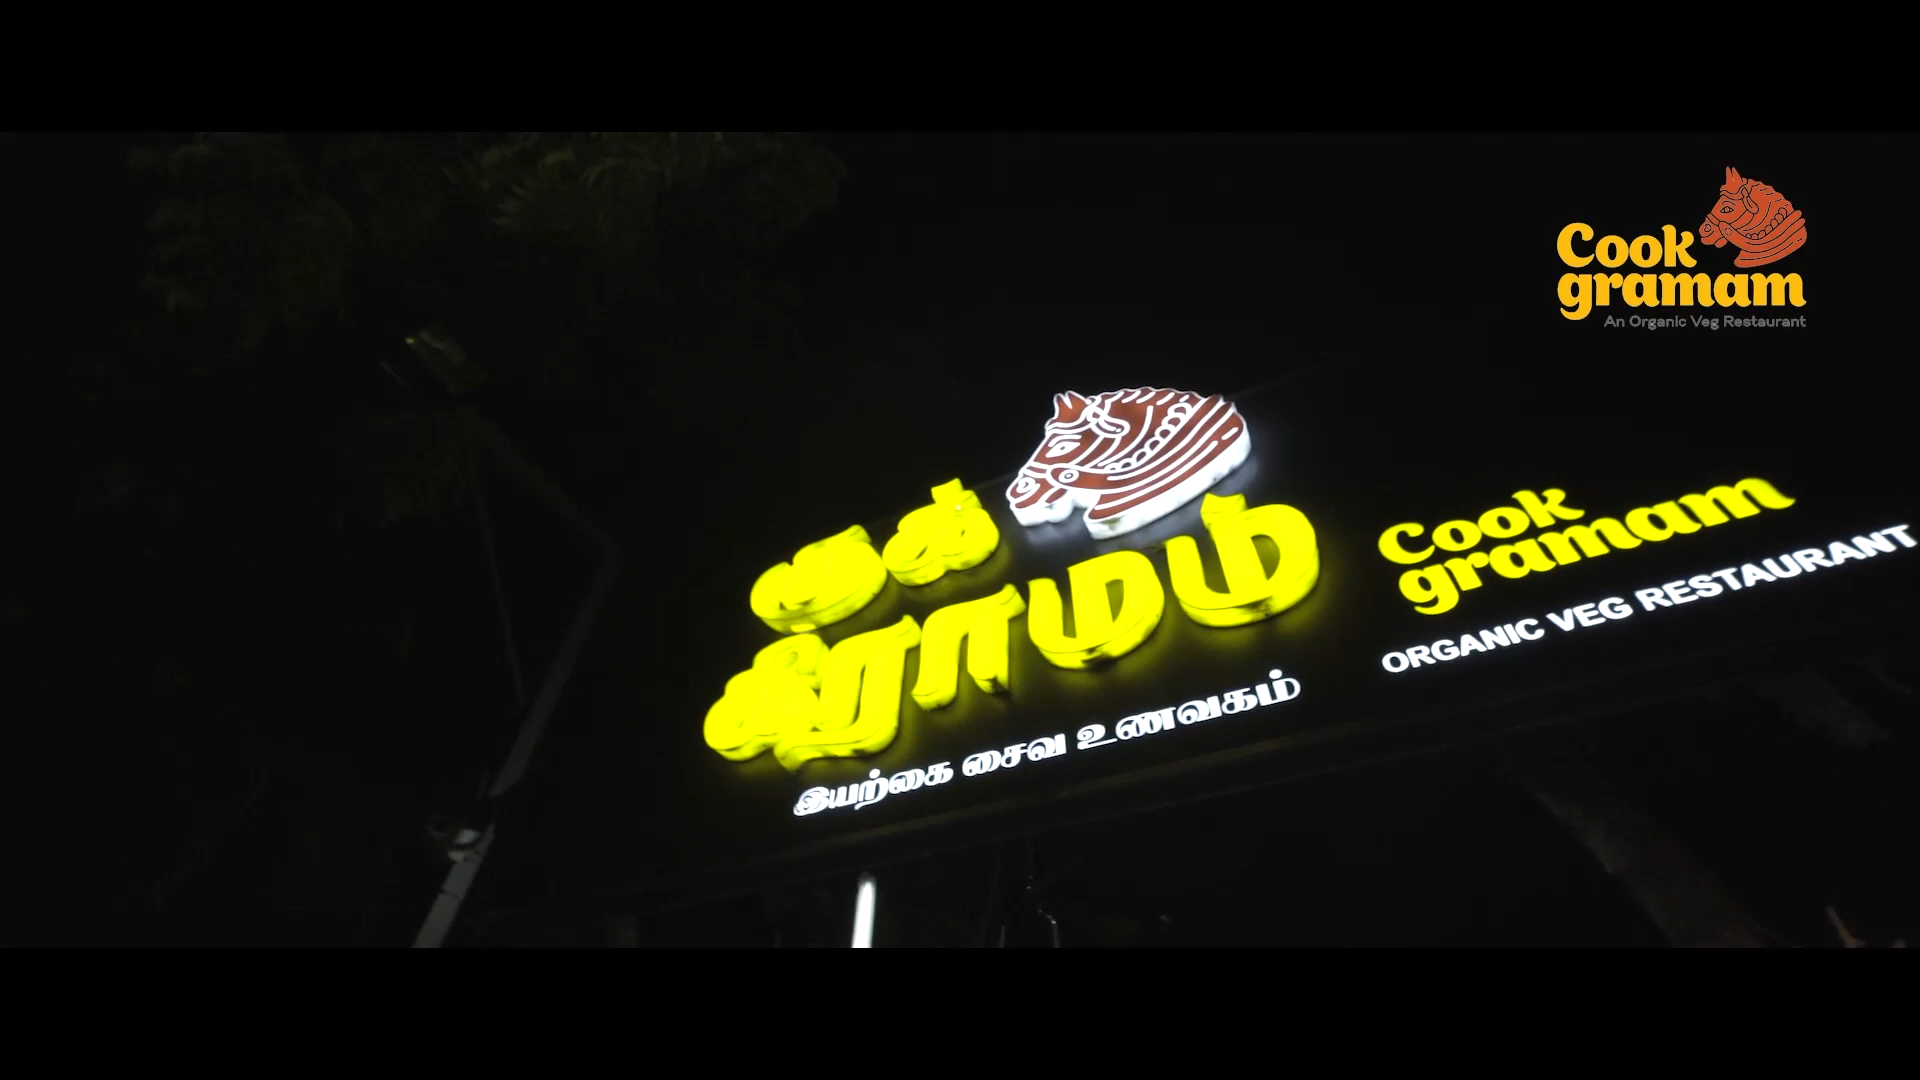 Cook
gramam
An Organic Veg Restaurant
குக்
கிராமம்
இயற்கை சைவ உணவகம்
Cook
gramam
ORGANIC VEG RESTAURANT